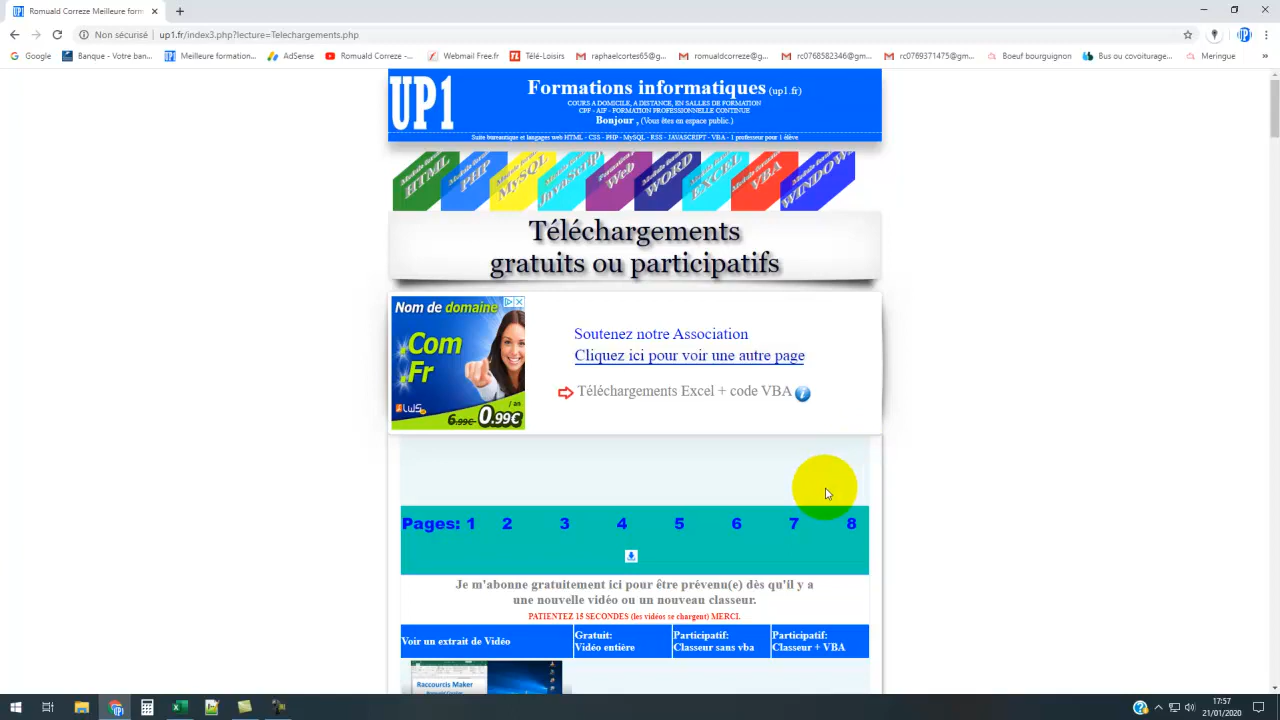 Romuald Correze Meilleure forma
Non sécurisé | up1.fr/index3.php?lecture=Telechargements.php
Google
Banque - Votre ban...
Meilleure formation...
AdSense
Romuald Correze -...
Webmail Free.fr
Télé-Loisirs
raphaelcortes65@g...
romualdcorreze@g...
rc0768582346@gm...
rc0769371475@gm...
Boeuf bourguignon
Bus ou covoiturage...
Meringue
»
UP1
Formations informatiques (up1.fr)
COURS A DOMICILE, A DISTANCE, EN SALLES DE FORMATION
CPF - AIF - FORMATION PROFESSIONNELLE CONTINUE
Bonjour , (Vous êtes en espace public.)
Suite bureautique et langages web HTML - CSS - PHP - MySQL - RSS - JAVASCRIPT - VBA - 1 professeur pour 1 élève
HTML
PHP
MySQL
JavaScrip
Web
WORD
EXCEL
VBA
WINDOW
Téléchargements
gratuits ou participatifs
Nom de domaine
.Com
.Fr
LWS
/ an
6.99€ 0.99€
Soutenez notre Association
Cliquez ici pour voir une autre page
Téléchargements Excel + code VBA
Pages: 1 2 3 4 5 6 7 8
Je m'abonne gratuitement ici pour être prévenu(e) dès qu'il y a
une nouvelle vidéo ou un nouveau classeur.
PATIENTEZ 15 SECONDES (les vidéos se chargent) MERCI.
Voir un extrait de Vidéo
Gratuit:
Vidéo entière
Participatif:
Classeur sans vba
Participatif:
Classeur + VBA
Raccourcis Maker
17:57
21/01/2020